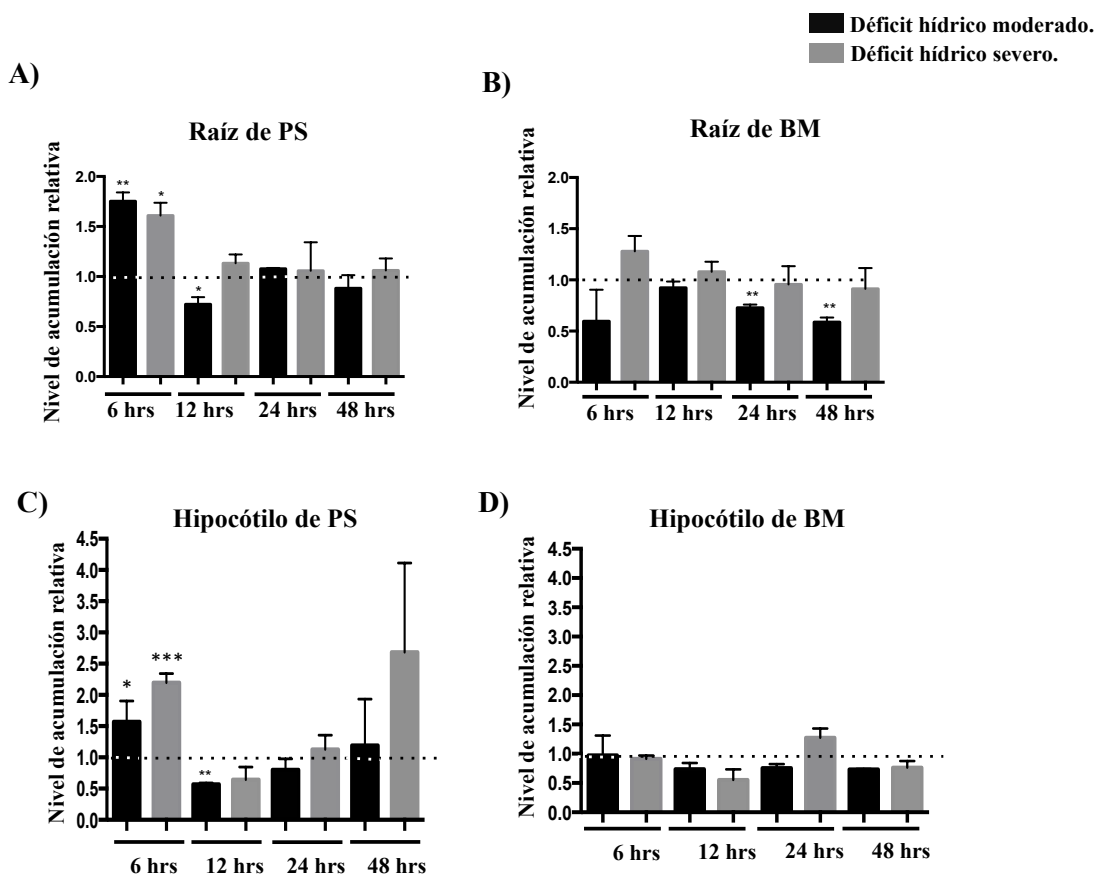 Déficit hídrico moderado.
Déficit hídrico severo.
A)
Raíz de PS
Nivel de acumulación relativa
2.0
1.5
1.0
0.5
0.0
** * *
6 hrs 12 hrs 24 hrs 48 hrs
B)
Raíz de BM
Nivel de acumulación relativa
2.0
1.5
1.0
0.5
0.0
** **
6 hrs 12 hrs 24 hrs 48 hrs
C)
Hipocótilo de PS
Nivel de acumulación relativa
4.5
4.0
3.5
3.0
2.5
2.0
1.5
1.0
0.5
0.0
* *** **
6 hrs 12 hrs 24 hrs 48 hrs
D)
Hipocótilo de BM
Nivel de acumulación relativa
4.5
4.0
3.5
3.0
2.5
2.0
1.5
1.0
0.5
0.0
6 hrs 12 hrs 24 hrs 48 hrs